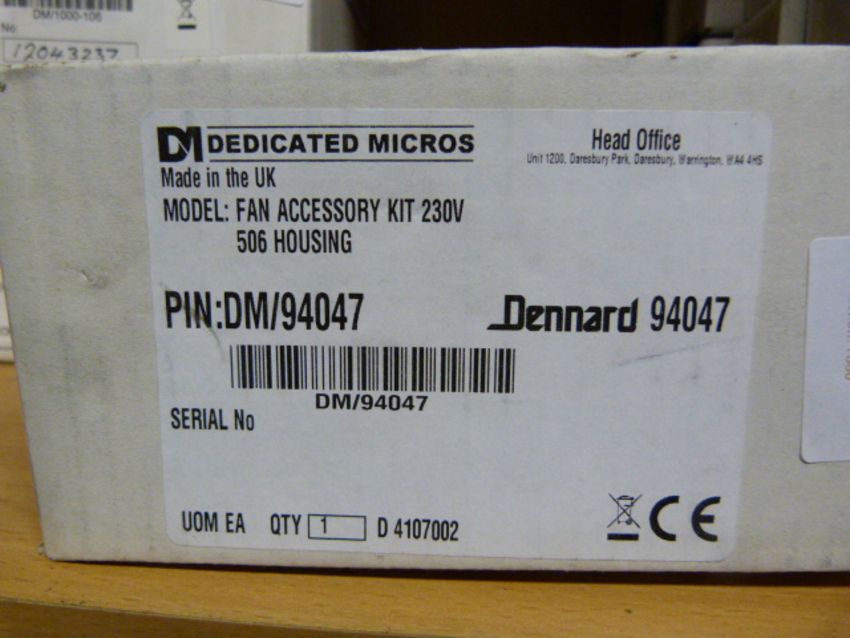 DM/1000-106
No:
12043237
DM DEDICATED MICROS
Head Office
Unit 1200, Daresbury Park, Daresbury, Warrington, WA4 4HS
Made in the UK
MODEL: FAN ACCESSORY KIT 230V
506 HOUSING
PIN:DM/94047
Dennard 94047
DM/94047
SERIAL No
UOM EA QTY 1 D 4107002
CE